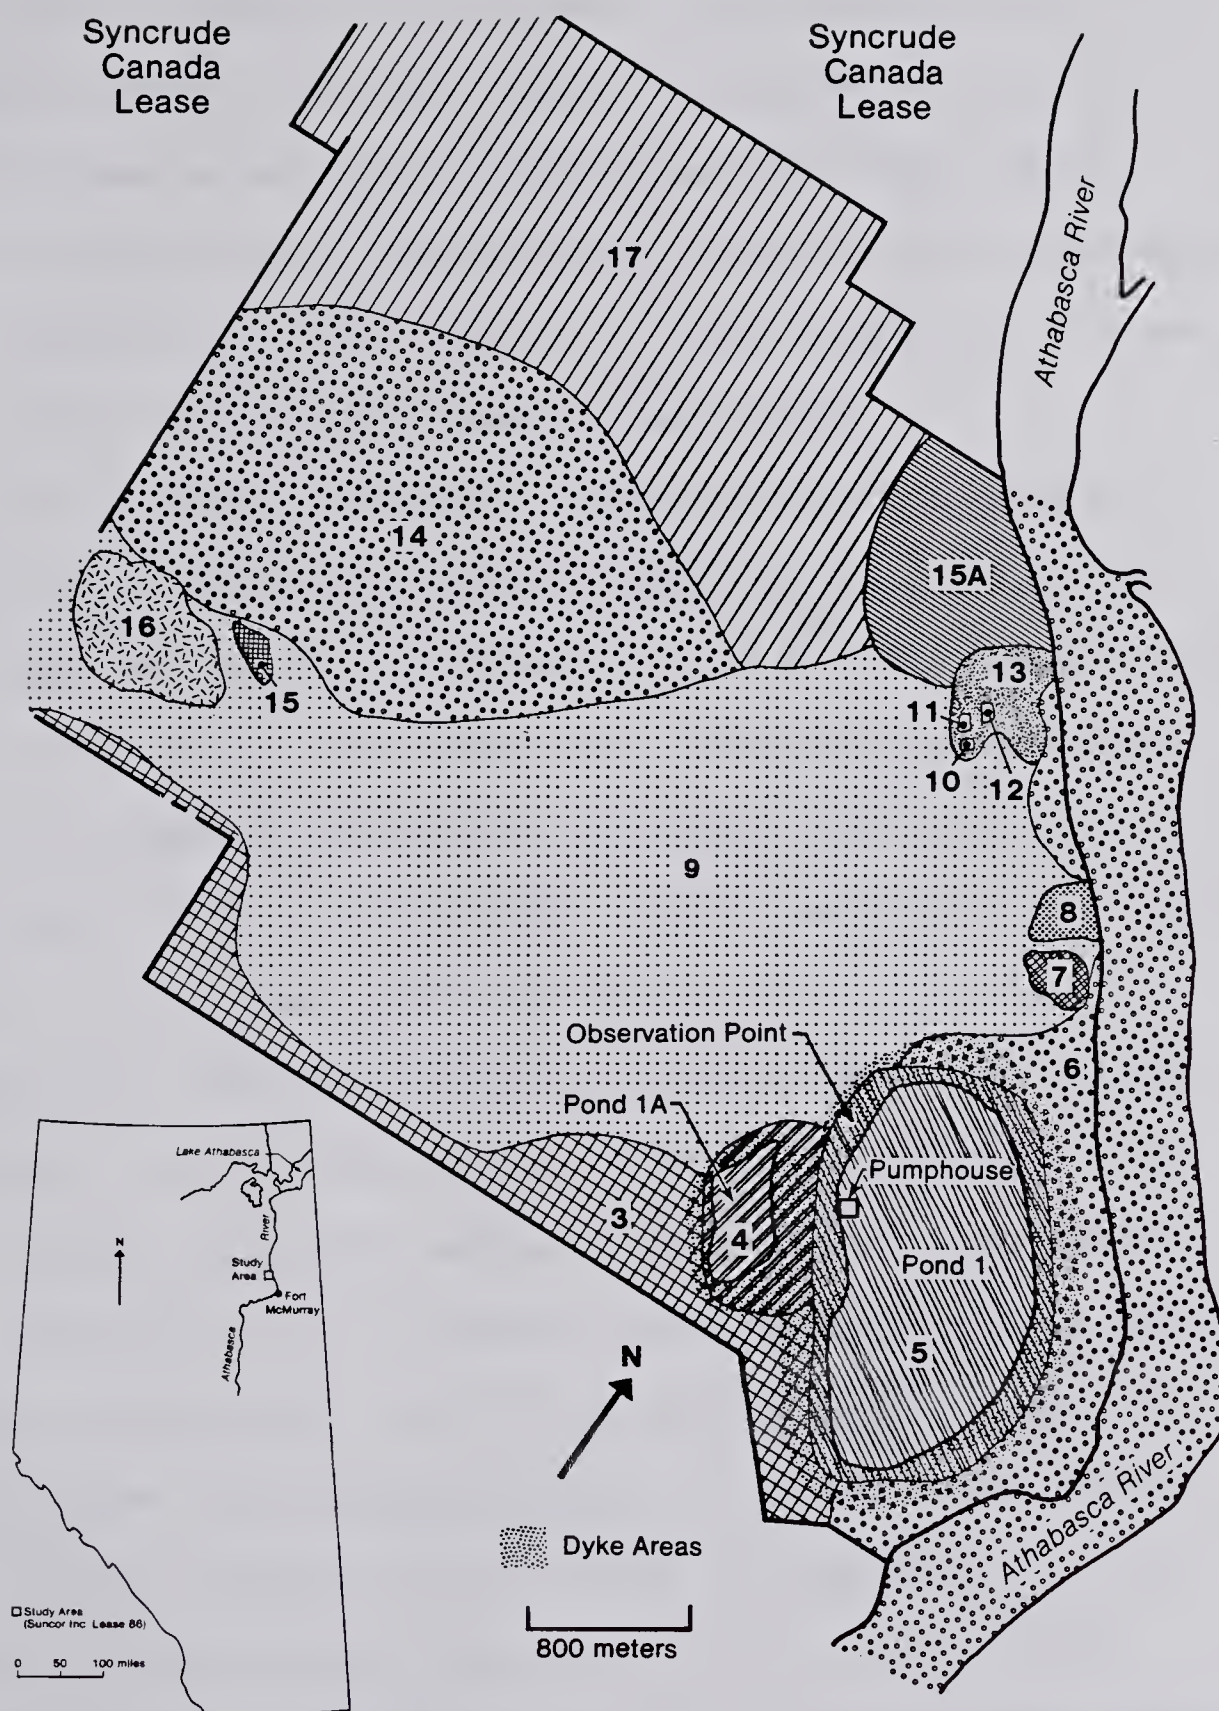 Syncrude
Canada
Lease
Syncrude
Canada
Lease
Athabasca River
17
14
15A
16
15
13
11
10
12
9
8
7
6
Observation Point
Pond 1A
Pumphouse
3
4
Pond 1
5
N
Dyke Areas
800 meters
Athabasca River
Lake Athabasca
River
N
Study
Area
Fort
McMurray
Athabasca
Study Area
(Suncor Inc. Lease 86)
0 50 100 miles